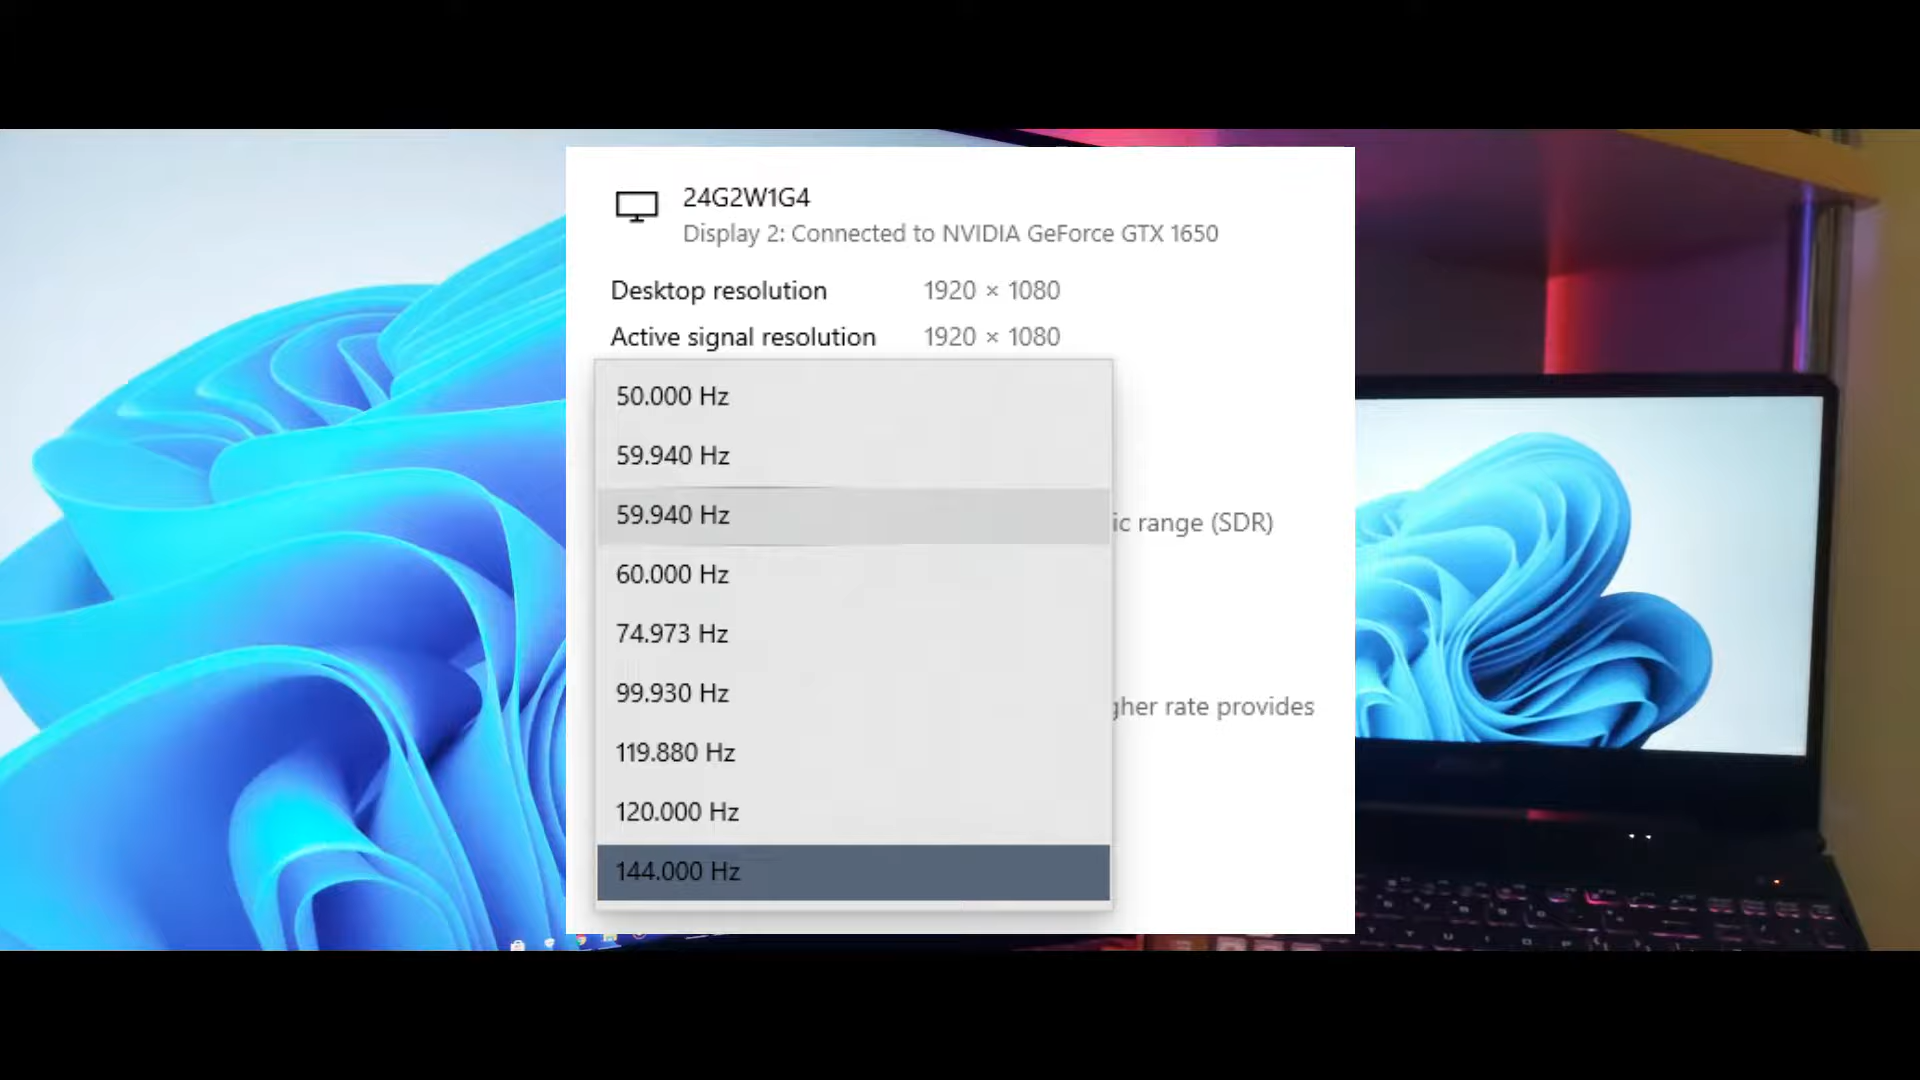 24G2W1G4
Display 2: Connected to NVIDIA GeForce GTX 1650
Desktop resolution 1920 × 1080
Active signal resolution 1920 × 1080
50.000 Hz
59.940 Hz
59.940 Hz
ic range (SDR)
60.000 Hz
74.973 Hz
99.930 Hz
gher rate provides
119.880 Hz
120.000 Hz
144.000 Hz